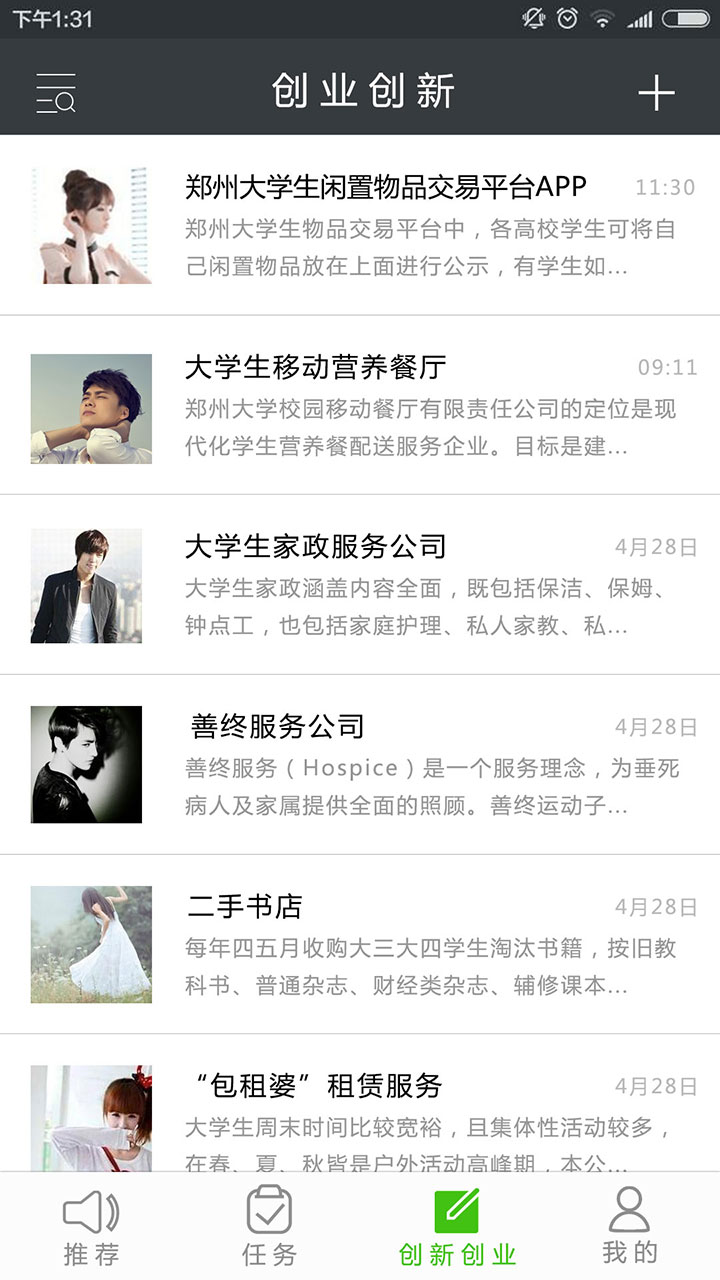 下午1:31
创业创新
郑州大学生闲置物品交易平台APP
11:30
郑州大学生物品交易平台中，各高校学生可将自
己闲置物品放在上面进行公示，有学生如...
大学生移动营养餐厅
09:11
郑州大学校园移动餐厅有限责任公司的定位是现
代化学生营养餐配送服务企业。目标是建...
大学生家政服务公司
4月28日
大学生家政涵盖内容全面，既包括保洁、保姆、
钟点工，也包括家庭护理、私人家教、私...
善终服务公司
4月28日
善终服务（Hospice）是一个服务理念，为垂死
病人及家属提供全面的照顾。善终运动子...
二手书店
4月28日
每年四五月收购大三大四学生淘汰书籍，按旧教
科书、普通杂志、财经类杂志、辅修课本...
“包租婆”租赁服务
4月28日
大学生周末时间比较宽裕，且集体性活动较多，
在春、夏、秋皆是户外活动高峰期，本公...
推荐
任务
创新创业
我的